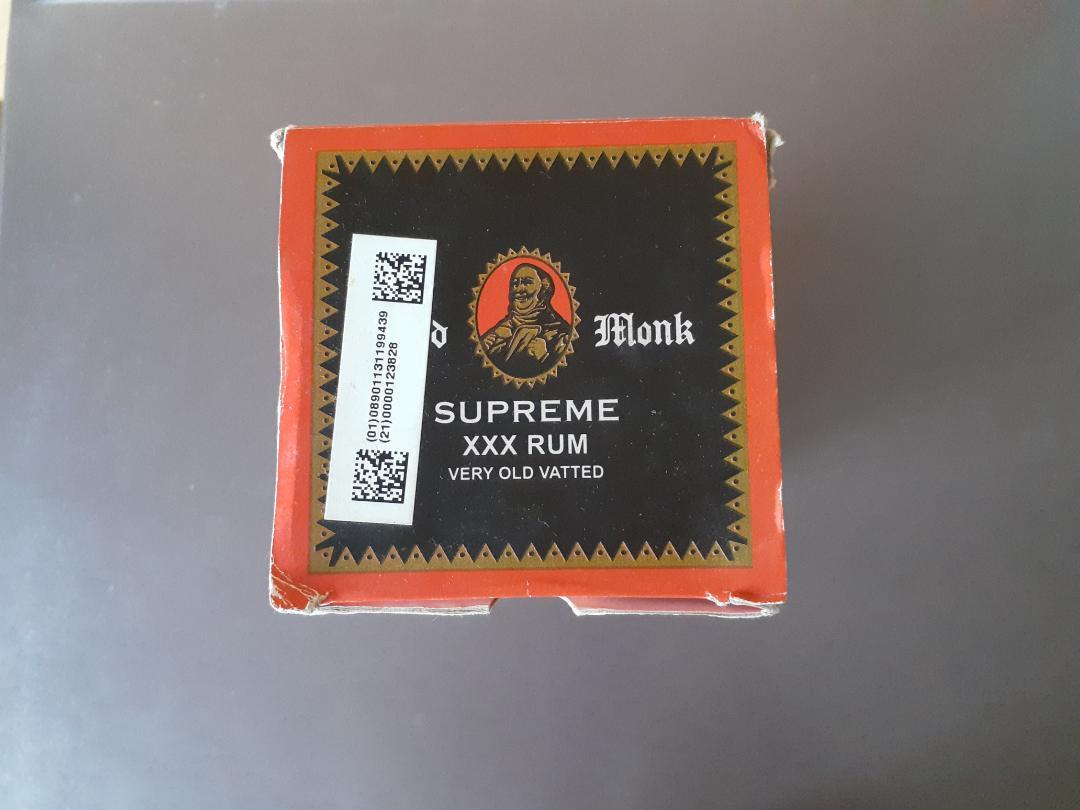 (01)08901131199439
(21)0000123828
d Monk
SUPREME
XXX RUM
VERY OLD VATTED